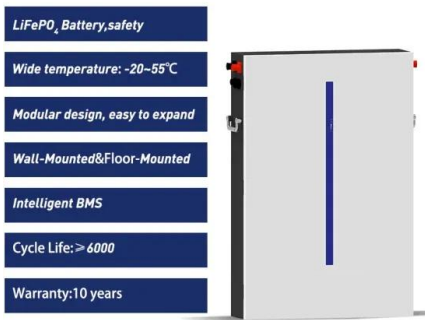 LiFePO₄ Battery,safety
Wide temperature: -20~55℃
Modular design, easy to expand
Wall-Mounted&Floor-Mounted
Intelligent BMS
Cycle Life:≥6000
Warranty:10 years